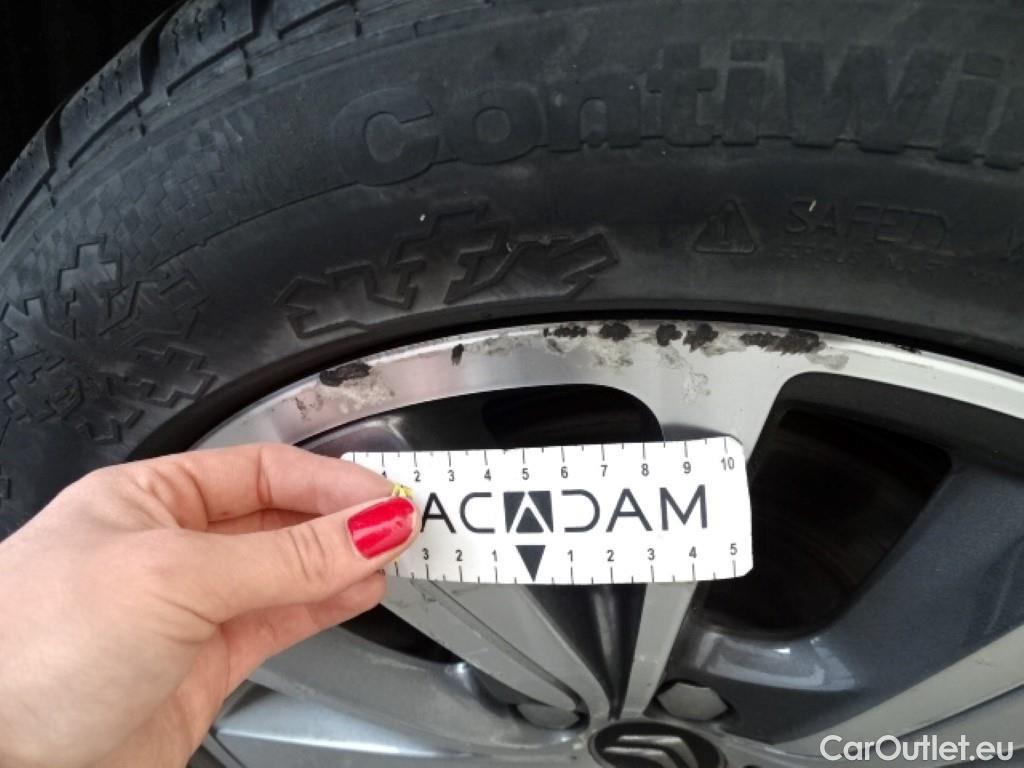 ContiWi
SAFETY
1 2 3 4 5 6 7 8 9 10
ACADAM
3 2 1 1 2 3 4 5
CarOutlet.eu